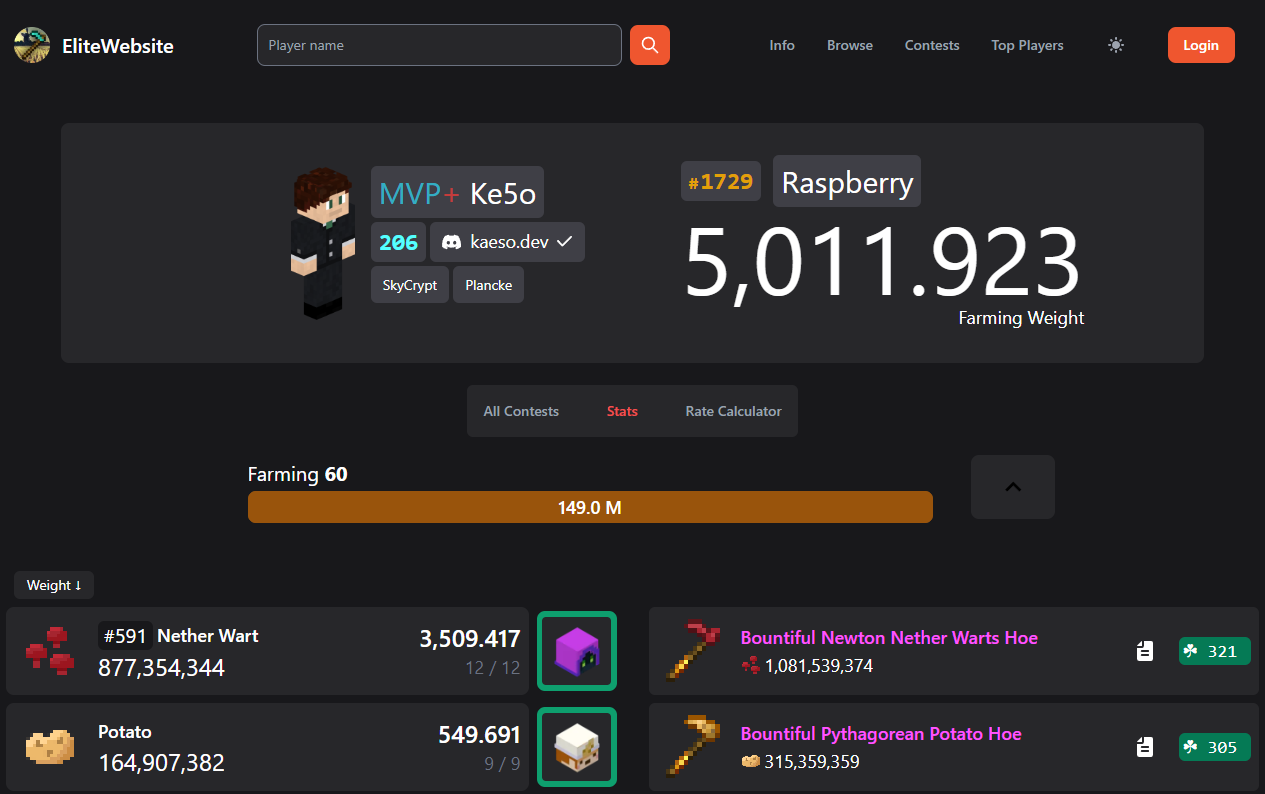 EliteWebsite
Player name
Info Browse Contests Top Players Login
MVP+ Ke5o
206 kaeso.dev
SkyCrypt Plancke
#1729 Raspberry
5,011.923
Farming Weight
All Contests Stats Rate Calculator
Farming 60
149.0 M
Weight ↓
#591 Nether Wart
877,354,344
3,509.417
12 / 12
Bountiful Newton Nether Warts Hoe
1,081,539,374
321
Potato
164,907,382
549.691
9 / 9
Bountiful Pythagorean Potato Hoe
315,359,359
305